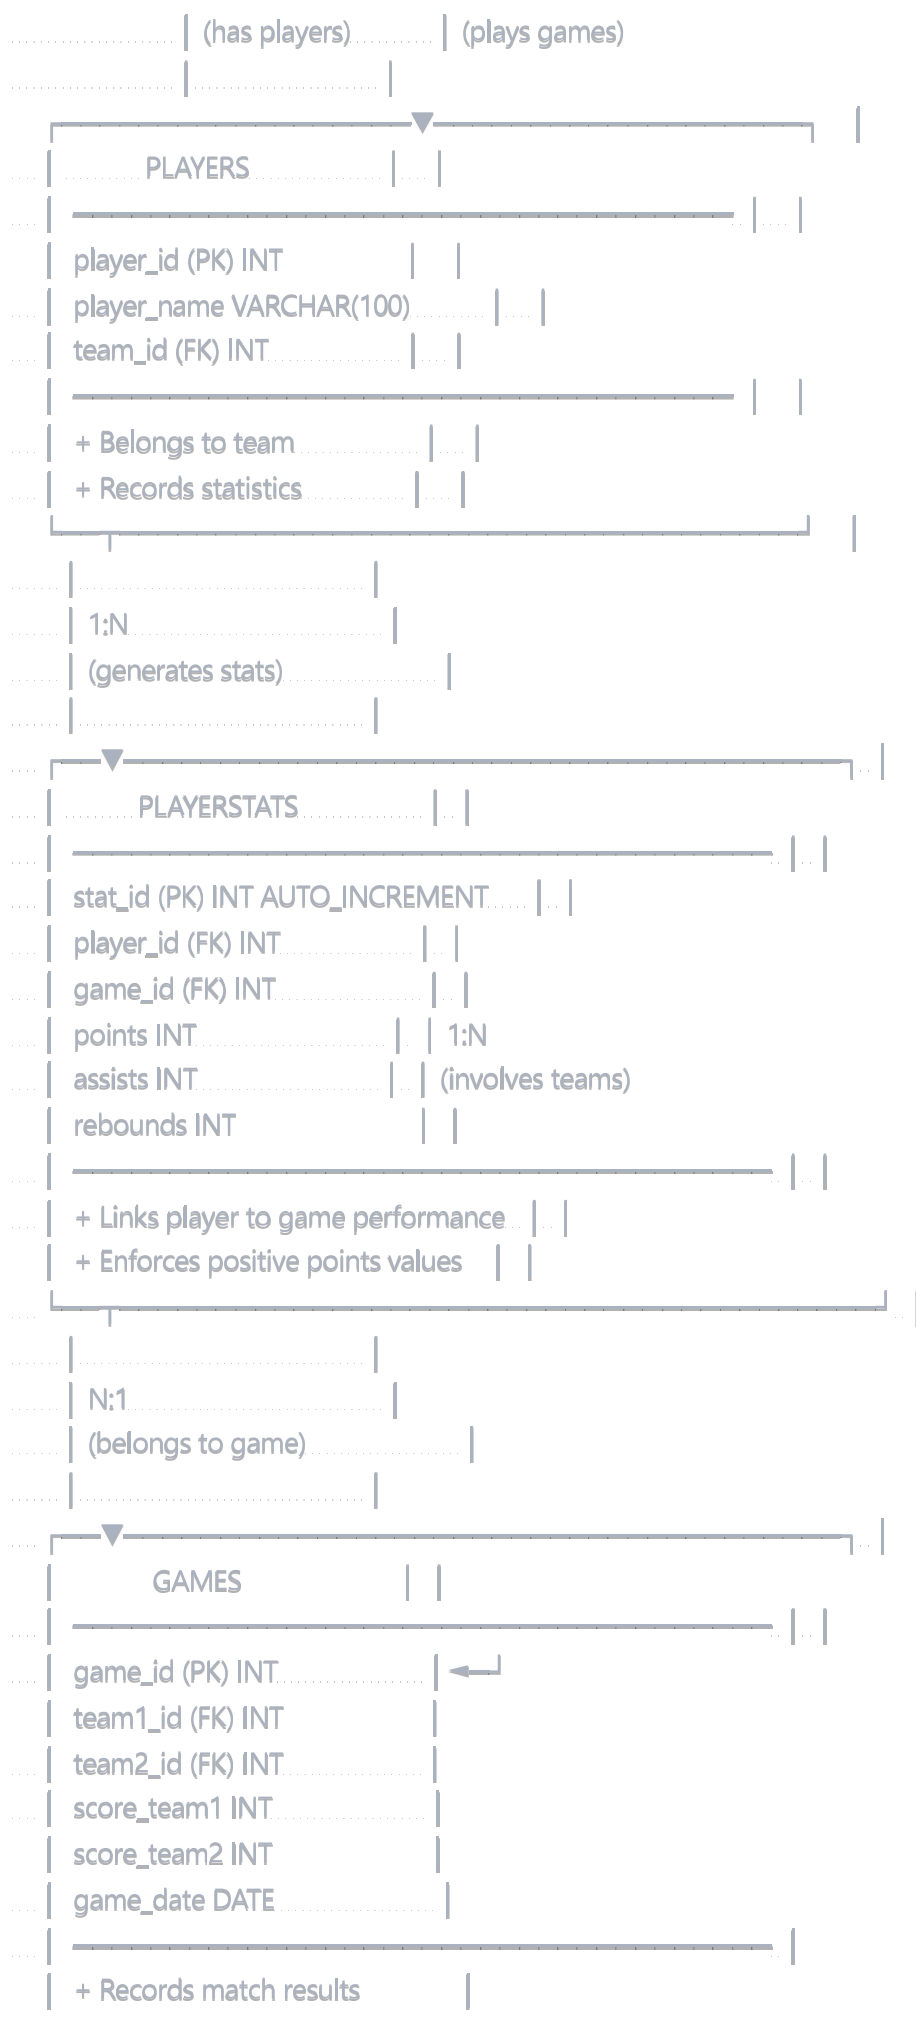 (has players) (plays games)
PLAYERS
player_id (PK) INT
player_name VARCHAR(100)
team_id (FK) INT
+ Belongs to team
+ Records statistics
1:N
(generates stats)
PLAYERSTATS
stat_id (PK) INT AUTO_INCREMENT
player_id (FK) INT
game_id (FK) INT
points INT 1:N
assists INT (involves teams)
rebounds INT
+ Links player to game performance
+ Enforces positive points values
N:1
(belongs to game)
GAMES
game_id (PK) INT
team1_id (FK) INT
team2_id (FK) INT
score_team1 INT
score_team2 INT
game_date DATE
+ Records match results